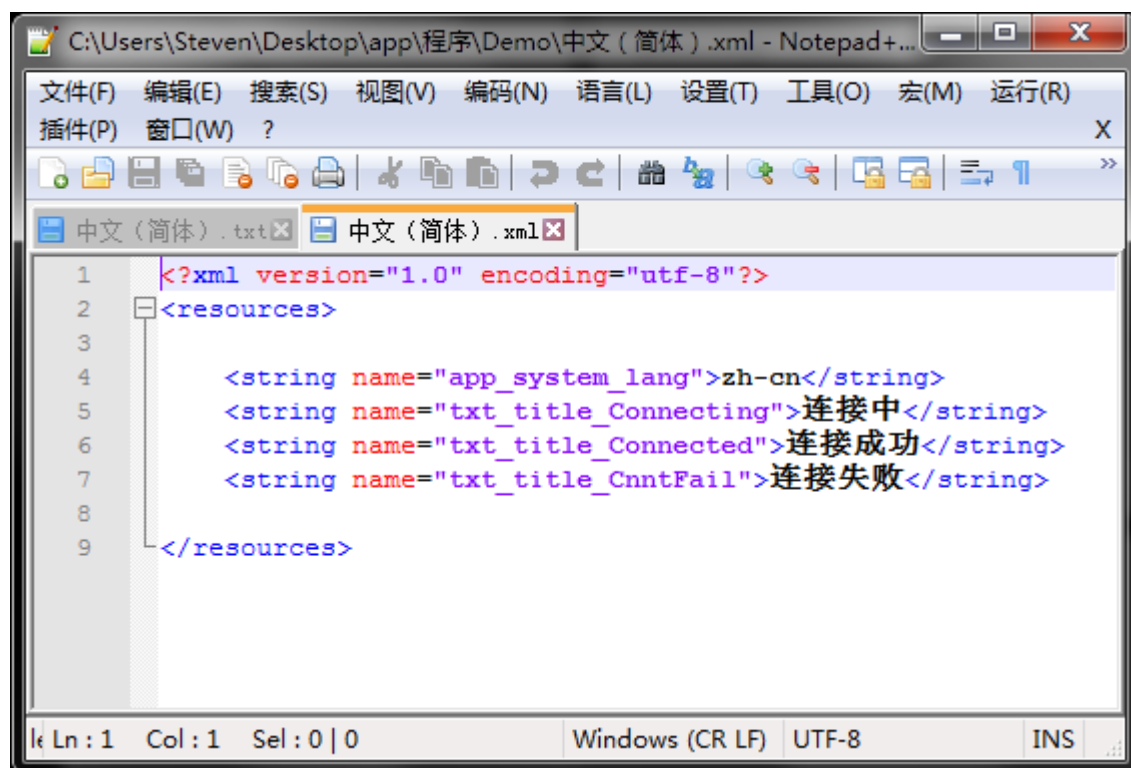 C:\Users\Steven\Desktop\app\程序\Demo\中文（简体）.xml - Notepad+...
文件(F) 编辑(E) 搜索(S) 视图(V) 编码(N) 语言(L) 设置(T) 工具(O) 宏(M) 运行(R)
插件(P) 窗口(W) ? X
中文（简体）.txt 中文（简体）.xml
1 <?xml version="1.0" encoding="utf-8"?>
2 <resources>
3
4 <string name="app_system_lang">zh-cn</string>
5 <string name="txt_title_Connecting">连接中</string>
6 <string name="txt_title_Connected">连接成功</string>
7 <string name="txt_title_CnntFail">连接失败</string>
8
9 </resources>
Ln : 1 Col : 1 Sel : 0 | 0 Windows (CR LF) UTF-8 INS